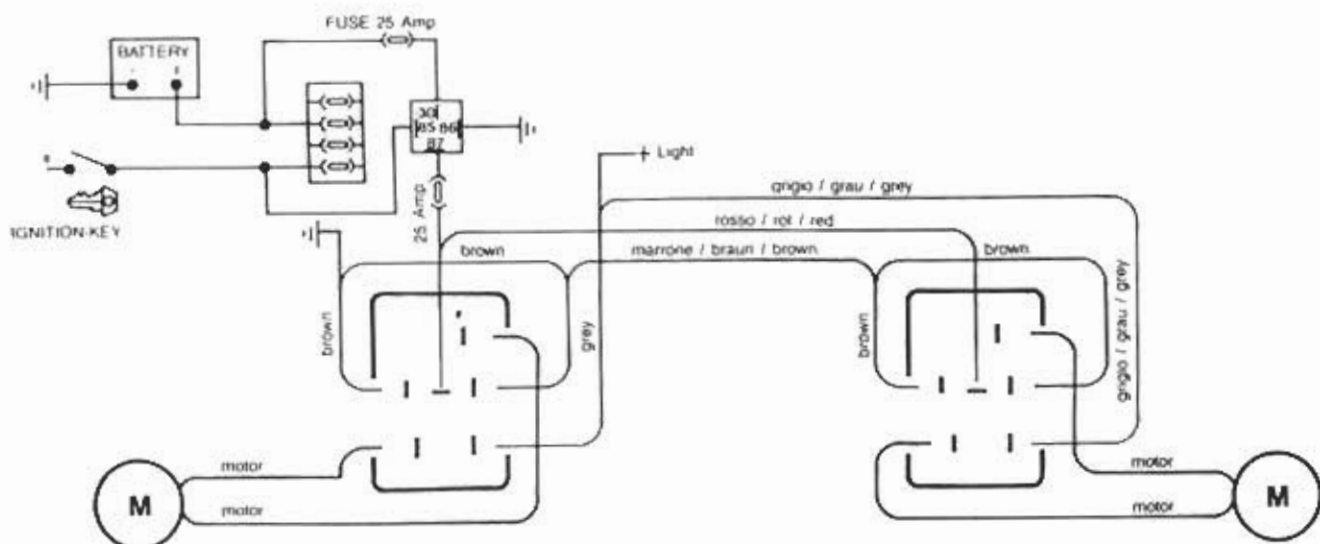 FUSE 25 Amp
BATTERY
-
30
85 86
87
Light
IGNITION-KEY
25 Amp
grigio / grau / grey
rosso / rot / red
brown
marrone / braun / brown
brown
brown
grey
brown
grigio / grau / grey
motor
motor
M
motor
motor
M